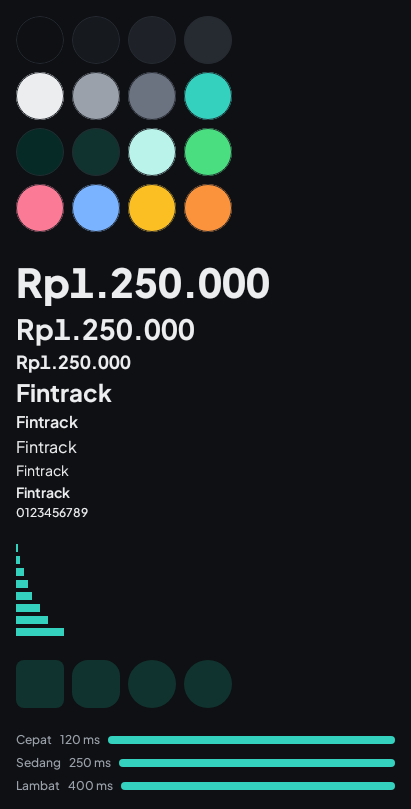 Rp1.250.000
Rp1.250.000
Rp1.250.000
Fintrack
Fintrack
Fintrack
Fintrack
Fintrack
0123456789
Cepat 120 ms
Sedang 250 ms
Lambat 400 ms